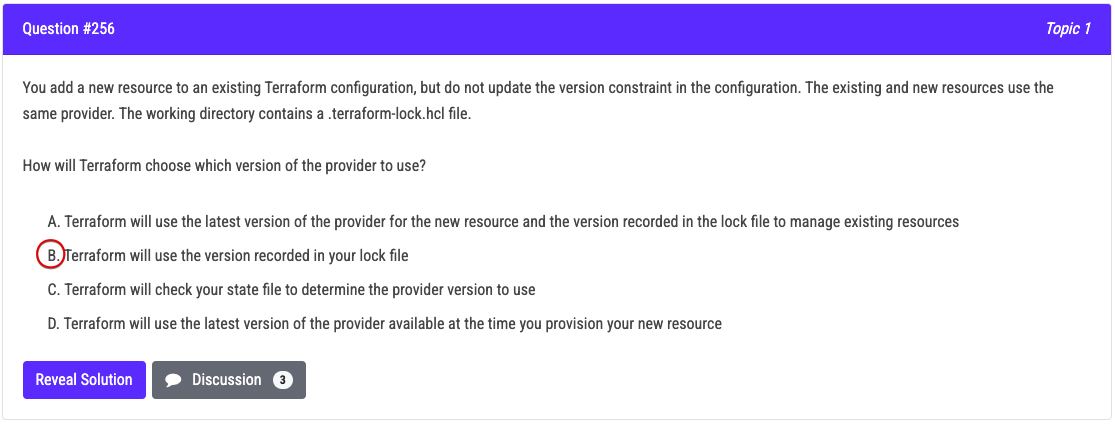 Question #256
Topic 1
You add a new resource to an existing Terraform configuration, but do not update the version constraint in the configuration. The existing and new resources use the
same provider. The working directory contains a .terraform-lock.hcl file.
How will Terraform choose which version of the provider to use?
A. Terraform will use the latest version of the provider for the new resource and the version recorded in the lock file to manage existing resources
B. Terraform will use the version recorded in your lock file
C. Terraform will check your state file to determine the provider version to use
D. Terraform will use the latest version of the provider available at the time you provision your new resource
Reveal Solution
Discussion 3